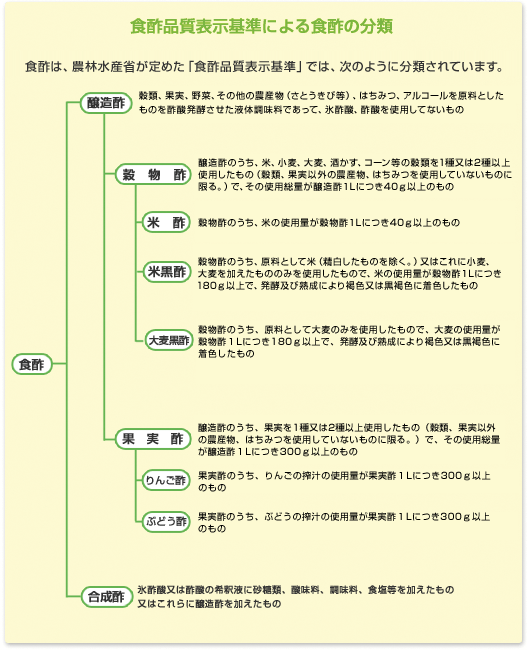 食酢品質表示基準による食酢の分類
食酢は、農林水産省が定めた「食酢品質表示基準」では、次のように分類されています。
醸造酢
穀類、果実、野菜、その他の農産物（さとうきび等）、はちみつ、アルコールを原料とした
ものを酢酸発酵させた液体調味料であって、氷酢酸、酢酸を使用してないもの
穀物酢
醸造酢のうち、米、小麦、大麦、酒かす、コーン等の穀類を1種又は2種以上
使用したもの（穀類、果実以外の農産物、はちみつを使用していないものに
限る。）で、その使用総量が醸造酢1Lにつき40g以上のもの
米酢
穀物酢のうち、米の使用量が穀物酢1Lにつき40g以上のもの
米黒酢
穀物酢のうち、原料として米（精白したものを除く。）又はこれに小麦、
大麦を加えたもののみを使用したもので、米の使用量が穀物酢1Lにつき
180g以上で、発酵及び熟成により褐色又は黒褐色に着色したもの
大麦黒酢
穀物酢のうち、原料として大麦のみを使用したもので、大麦の使用量が
穀物酢1Lにつき180g以上で、発酵及び熟成により褐色又は黒褐色に
着色したもの
食酢
果実酢
醸造酢のうち、果実を1種又は2種以上使用したもの（穀類、果実以外
の農産物、はちみつを使用していないものに限る。）で、その使用総量
が醸造酢1Lにつき300g以上のもの
りんご酢
果実酢のうち、りんごの搾汁の使用量が果実酢1Lにつき300g以上
のもの
ぶどう酢
果実酢のうち、ぶどうの搾汁の使用量が果実酢1Lにつき300g以上
のもの
合成酢
氷酢酸又は酢酸の希釈液に砂糖類、酸味料、調味料、食塩等を加えたもの
又はこれらに醸造酢を加えたもの